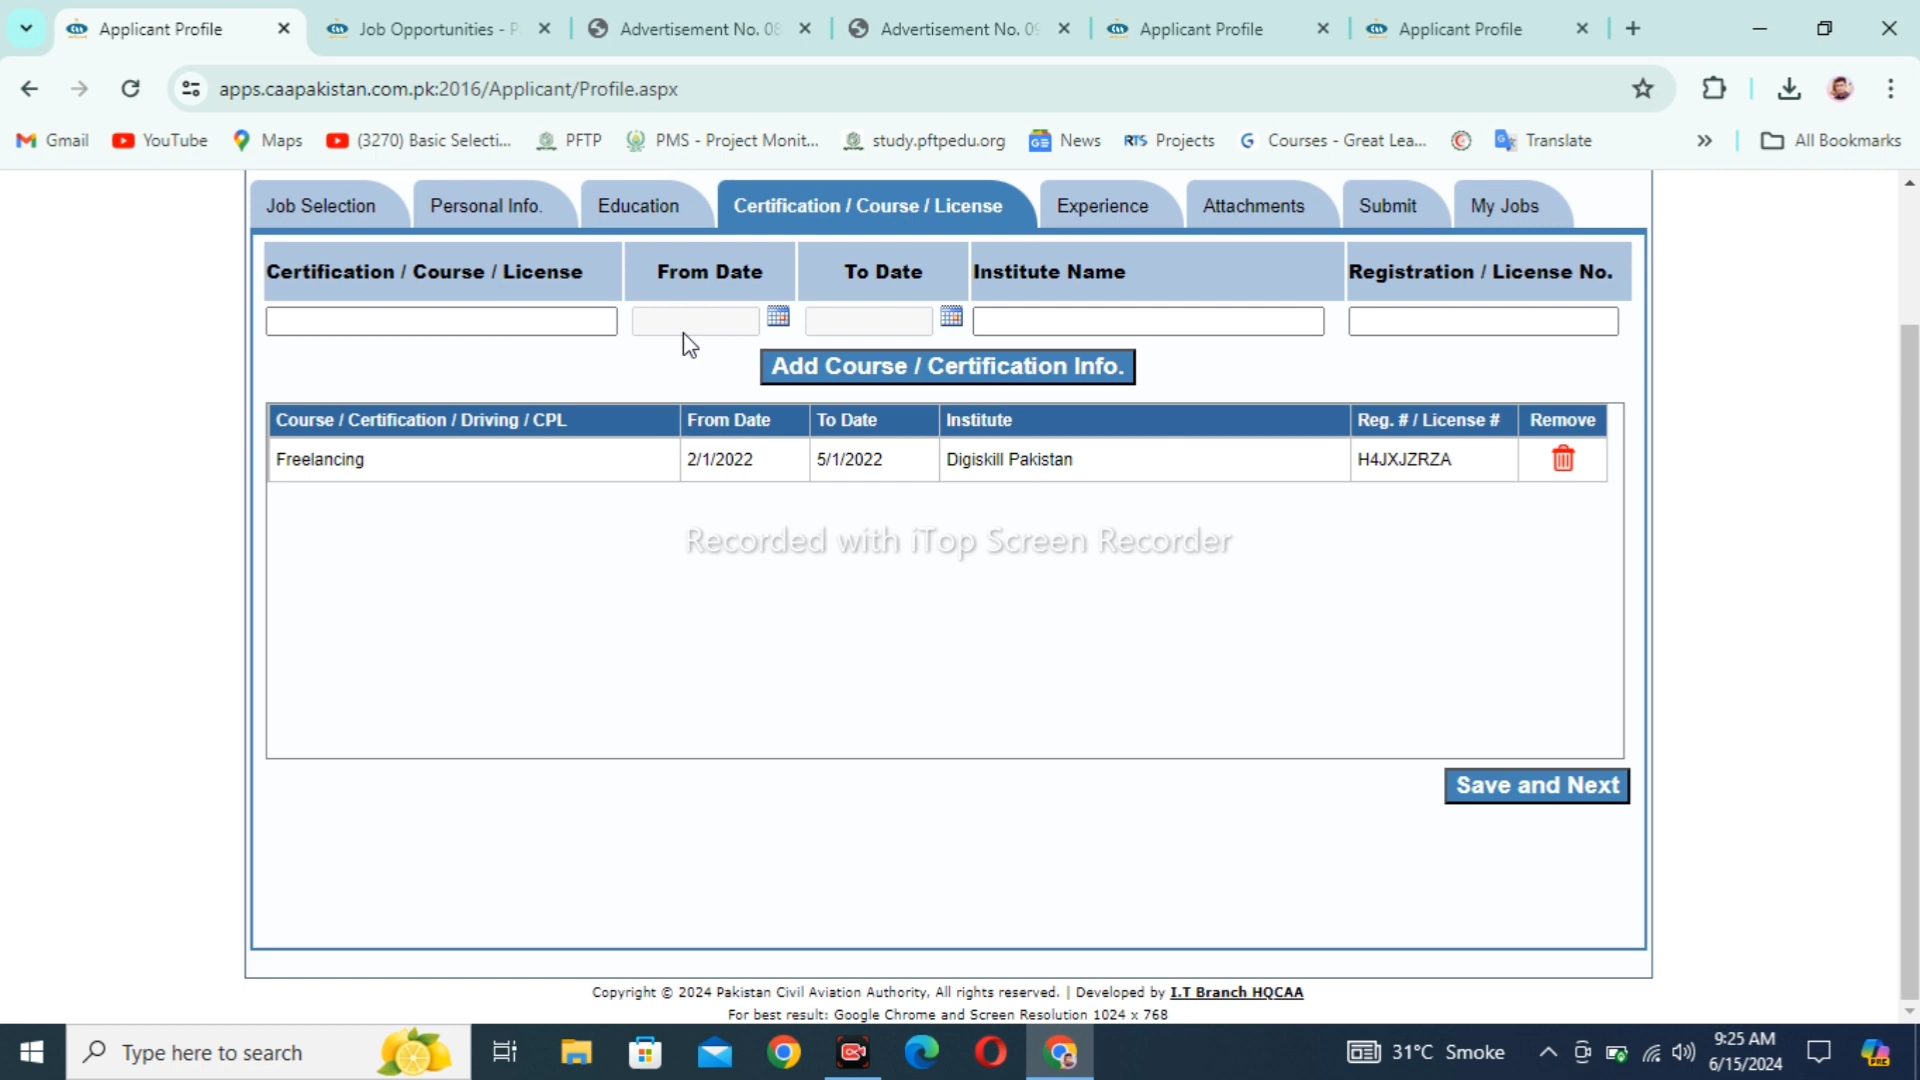 Applicant Profile
Job Opportunities - P
Advertisement No. 08
Advertisement No. 09
Applicant Profile
Applicant Profile
apps.caapakistan.com.pk:2016/Applicant/Profile.aspx
Gmail
YouTube
Maps
(3270) Basic Selecti...
PFTP
PMS - Project Monit...
study.pftpedu.org
News
RTS Projects
Courses - Great Lea...
Translate
All Bookmarks
Job Selection
Personal Info.
Education
Certification / Course / License
Experience
Attachments
Submit
My Jobs
Certification / Course / License
From Date
To Date
Institute Name
Registration / License No.
Add Course / Certification Info.
Course / Certification / Driving / CPL
From Date
To Date
Institute
Reg. # / License #
Remove
Freelancing
2/1/2022
5/1/2022
Digiskill Pakistan
H4JXJZRZA
Recorded with iTop Screen Recorder
Save and Next
Copyright © 2024 Pakistan Civil Aviation Authority, All rights reserved. | Developed by I.T Branch HQCAA
For best result: Google Chrome and Screen Resolution 1024 x 768
Type here to search
31°C Smoke
9:25 AM
6/15/2024